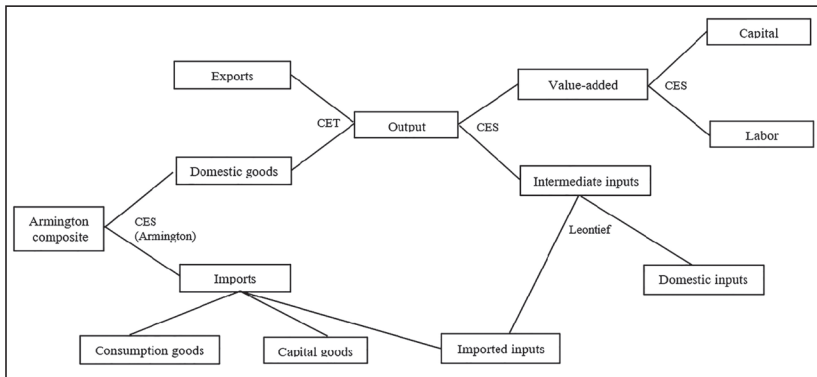 Capital
Exports
Value-added
CES
CET
Output
CES
Labor
Domestic goods
Intermediate inputs
Armington
composite
CES
(Armington)
Leontief
Imports
Domestic inputs
Consumption goods
Capital goods
Imported inputs